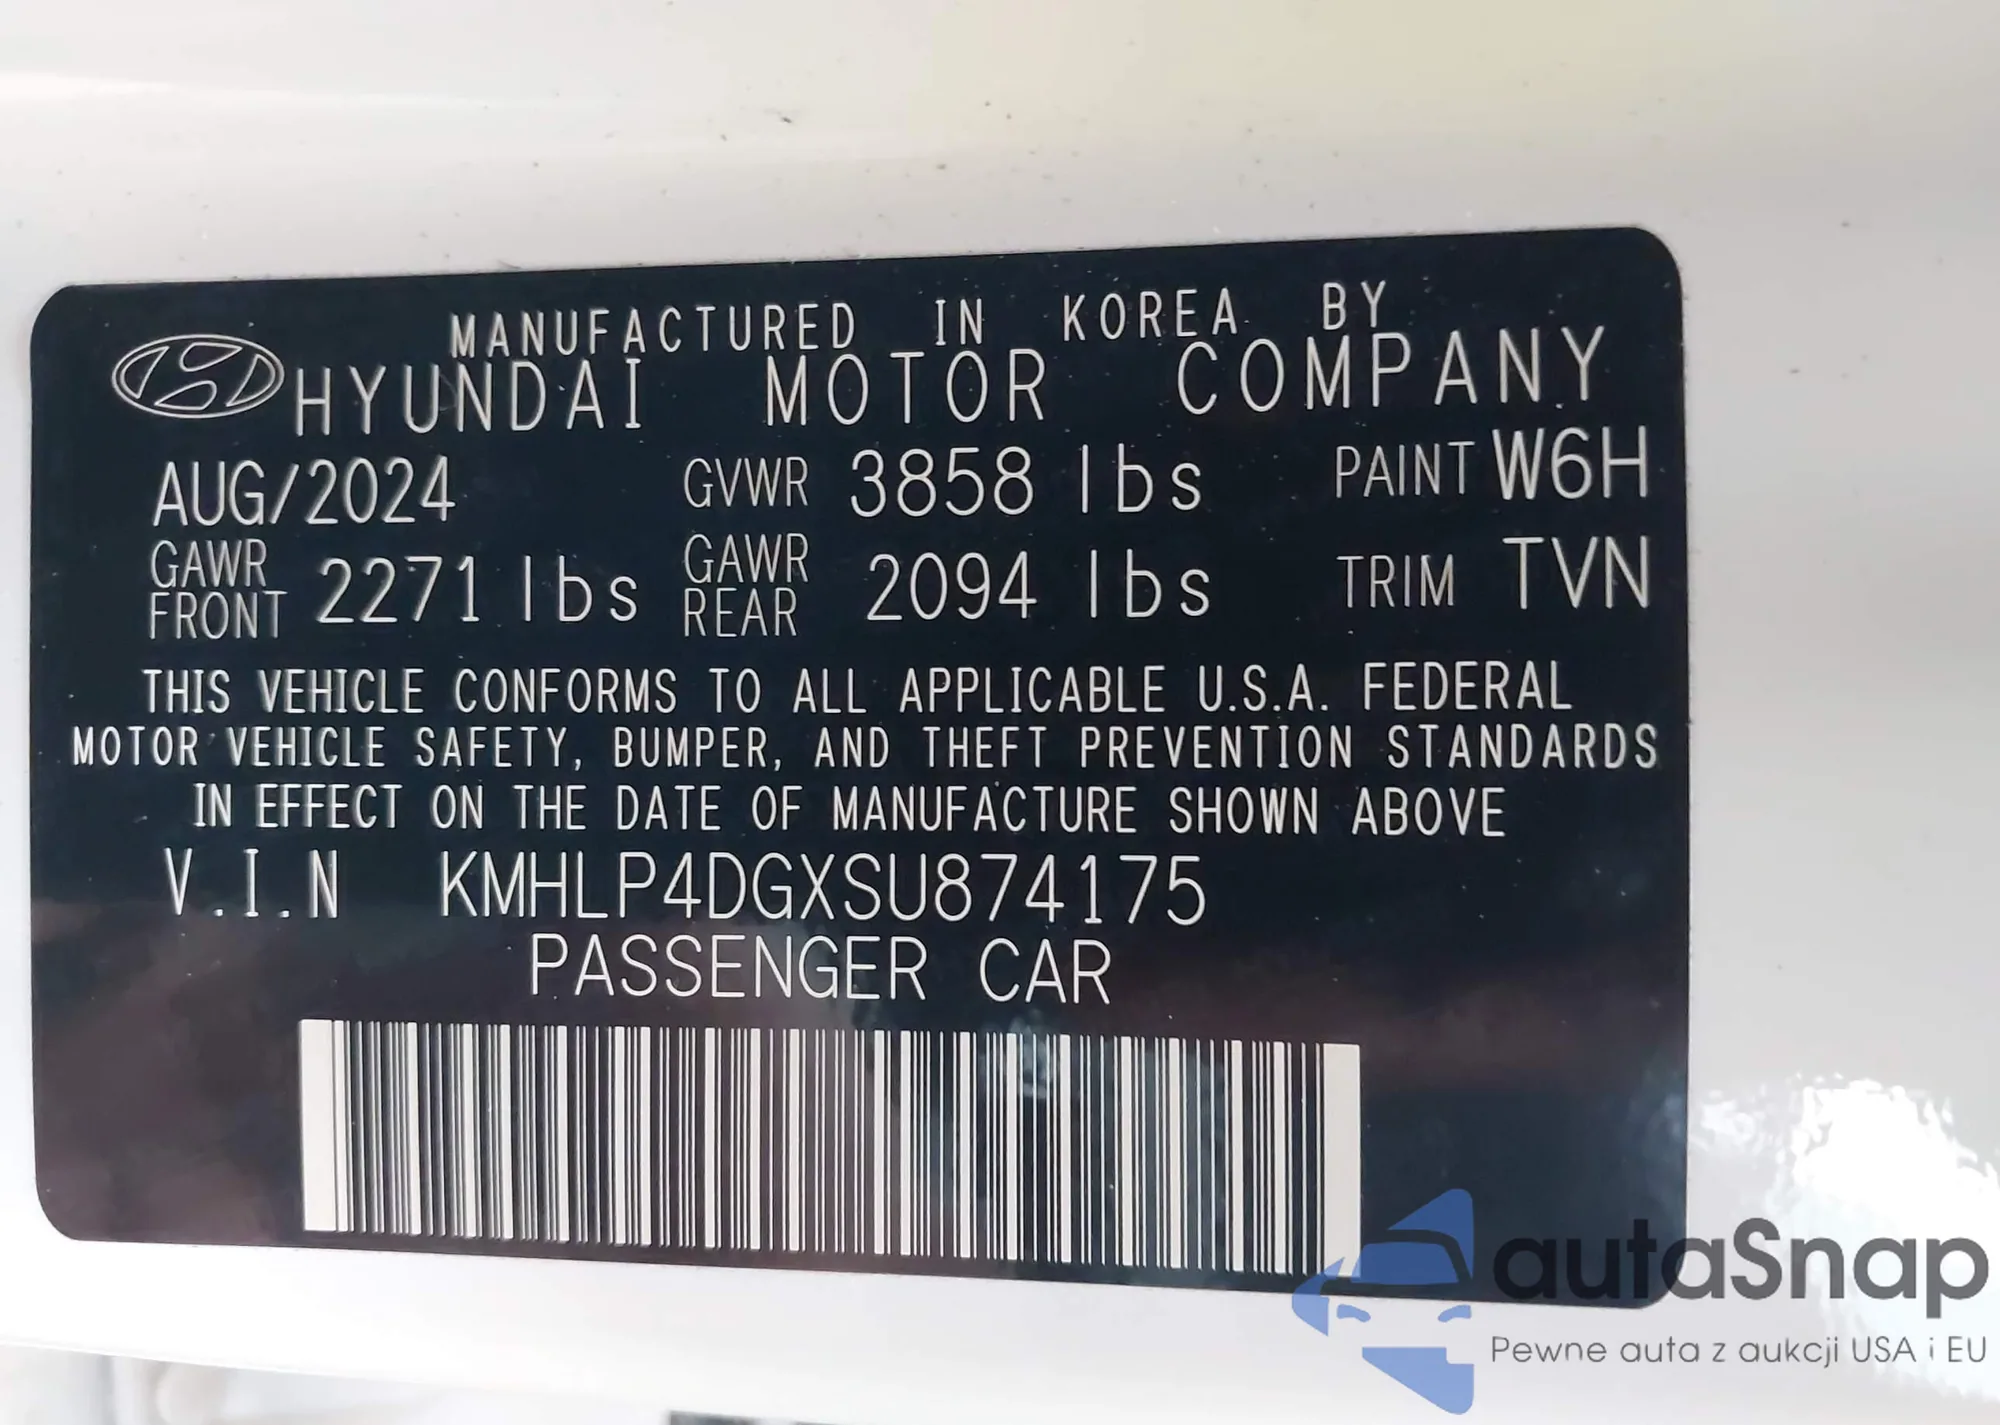 MANUFACTURED IN KOREA BY
HYUNDAI MOTOR COMPANY
AUG/2024 GVWR 3858 lbs PAINT W6H
GAWR FRONT 2271 lbs GAWR REAR 2094 lbs TRIM TVN
THIS VEHICLE CONFORMS TO ALL APPLICABLE U.S.A. FEDERAL
MOTOR VEHICLE SAFETY, BUMPER, AND THEFT PREVENTION STANDARDS
IN EFFECT ON THE DATE OF MANUFACTURE SHOWN ABOVE
V.I.N KMHLP4DGXSU874175
PASSENGER CAR
autaSnap
Pewne auta z aukcji USA i EU